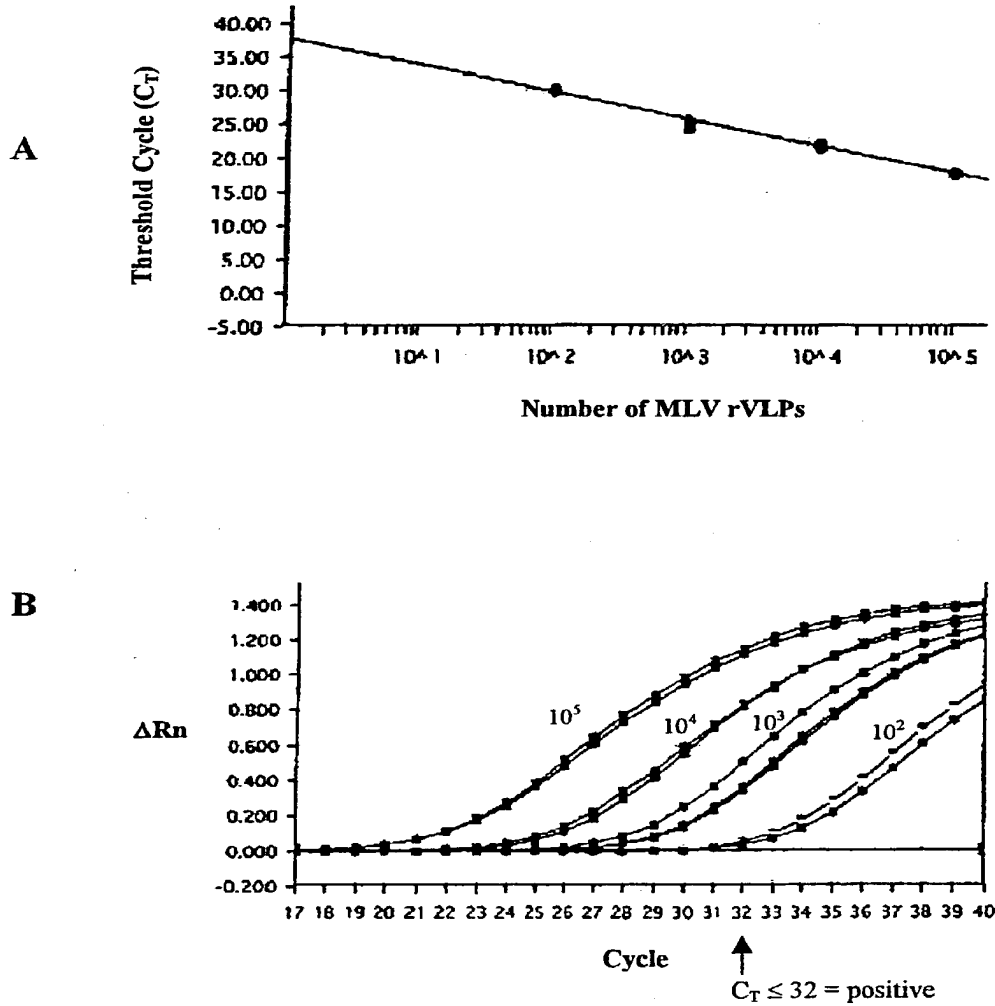 A
Threshold Cycle (CT)
40.00
35.00
30.00
25.00
20.00
15.00
10.00
5.00
0.00
-5.00
10^1 10^2 10^3 10^4 10^5
Number of MLV rVLPs
B
ΔRn
1.400
1.200
1.000
0.800
0.600
0.400
0.200
0.000
-0.200
10⁵ 10⁴ 10³ 10²
17 18 19 20 21 22 23 24 25 26 27 28 29 30 31 32 33 34 35 36 37 38 39 40
Cycle
CT ≤ 32 = positive